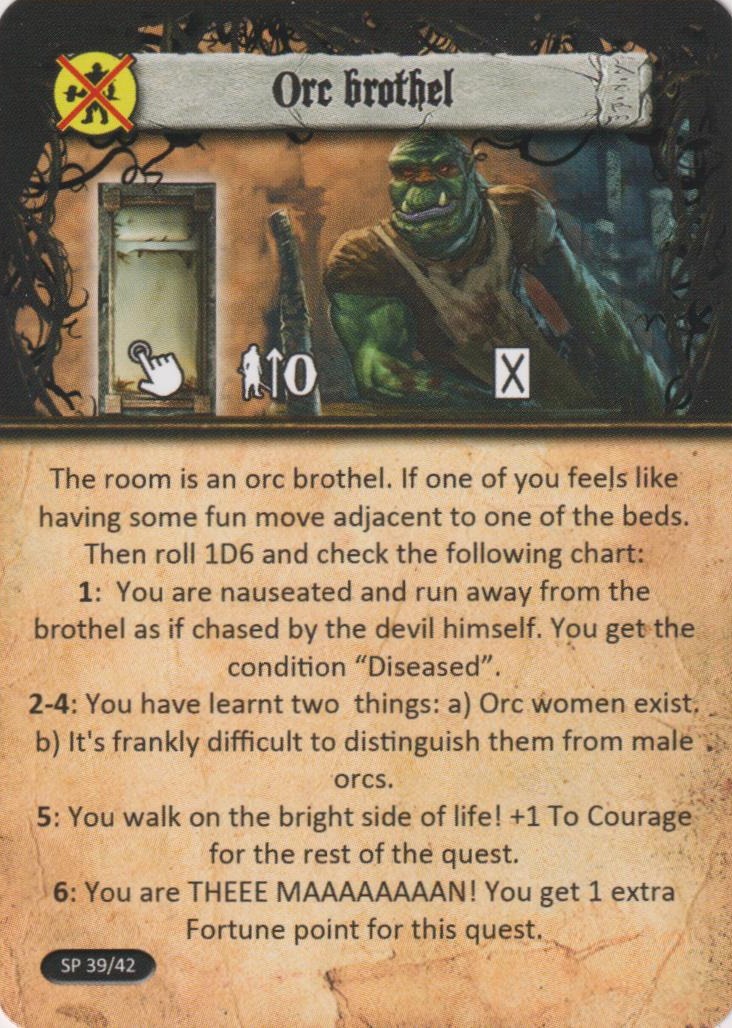 Orc brothel
0
X
The room is an orc brothel. If one of you feels like
having some fun move adjacent to one of the beds.
Then roll 1D6 and check the following chart:
1:  You are nauseated and run away from the
brothel as if chased by the devil himself. You get the
condition “Diseased”.
2-4: You have learnt two  things: a) Orc women exist.
b) It's frankly difficult to distinguish them from male
orcs.
5: You walk on the bright side of life! +1 To Courage
for the rest of the quest.
6: You are THEEE MAAAAAAAAN! You get 1 extra
Fortune point for this quest.
SP 39/42